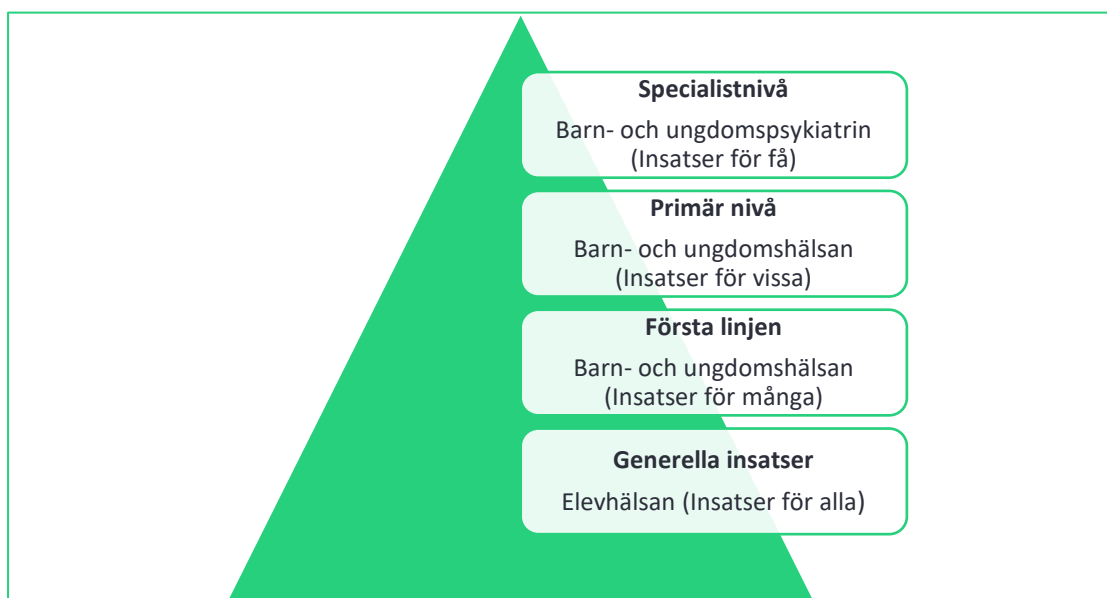 Specialistnivå
Barn- och ungdomspsykiatrin
(Insatser för få)
Primär nivå
Barn- och ungdomshälsan
(Insatser för vissa)
Första linjen
Barn- och ungdomshälsan
(Insatser för många)
Generella insatser
Elevhälsan (Insatser för alla)